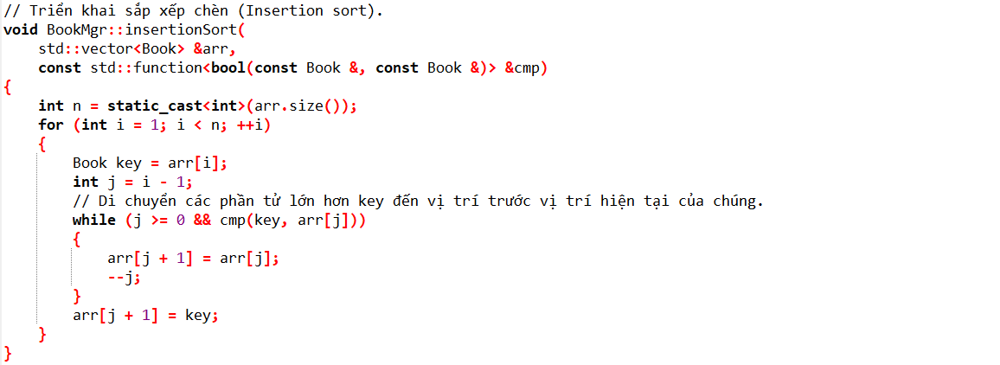 // Triển khai sắp xếp chèn (Insertion sort).
void BookMgr::insertionSort(
    std::vector<Book> &arr,
    const std::function<bool(const Book &, const Book &)> &cmp)
{
    int n = static_cast<int>(arr.size());
    for (int i = 1; i < n; ++i)
    {
        Book key = arr[i];
        int j = i - 1;
        // Di chuyển các phần tử lớn hơn key đến vị trí trước vị trí hiện tại của chúng.
        while (j >= 0 && cmp(key, arr[j]))
        {
            arr[j + 1] = arr[j];
            --j;
        }
        arr[j + 1] = key;
    }
}